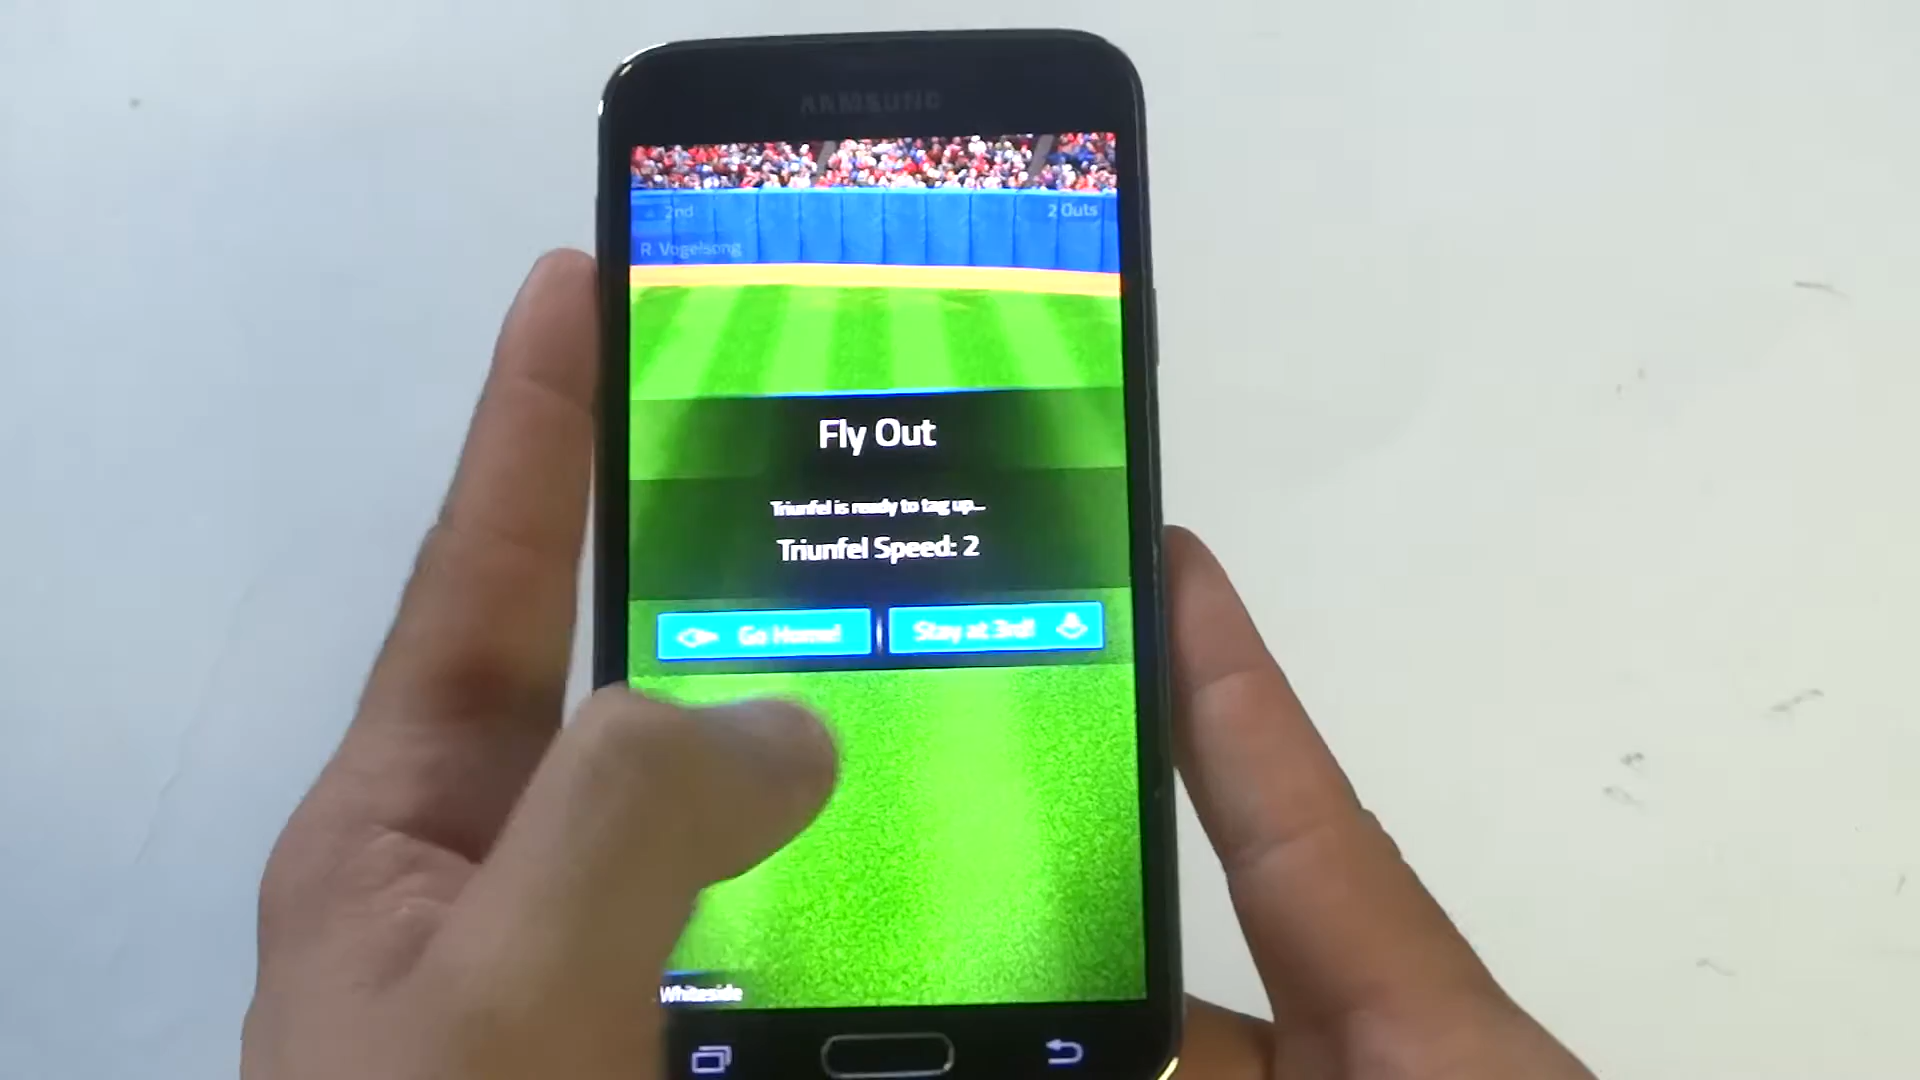 SAMSUNG
2nd
2 Outs
R. Vogelsong
Fly Out
Triunfel is ready to tag up...
Triunfel Speed: 2
Go Home!
Stay at 3rd!
Whiteside